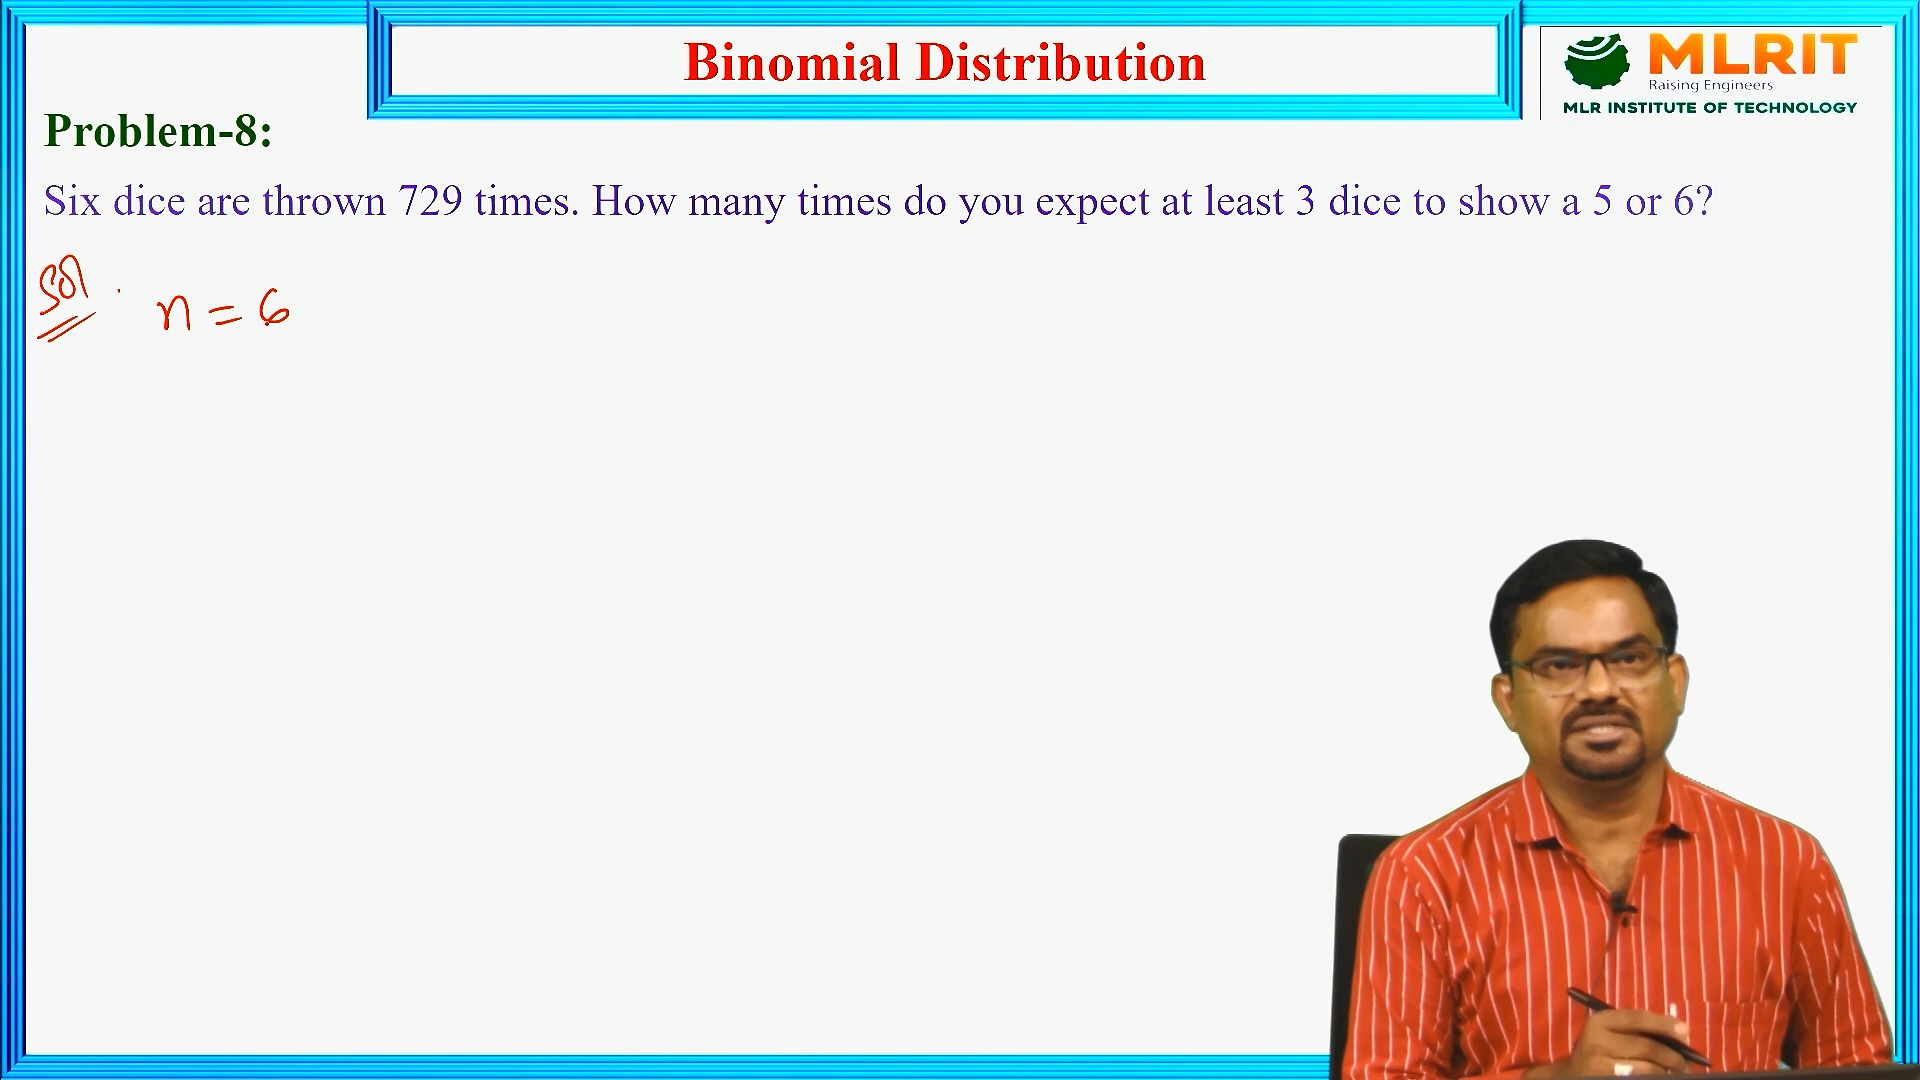 Binomial Distribution
MLRIT
Raising Engineers
MLR INSTITUTE OF TECHNOLOGY
Problem-8:
Six dice are thrown 729 times. How many times do you expect at least 3 dice to show a 5 or 6?
Sol
n = 6